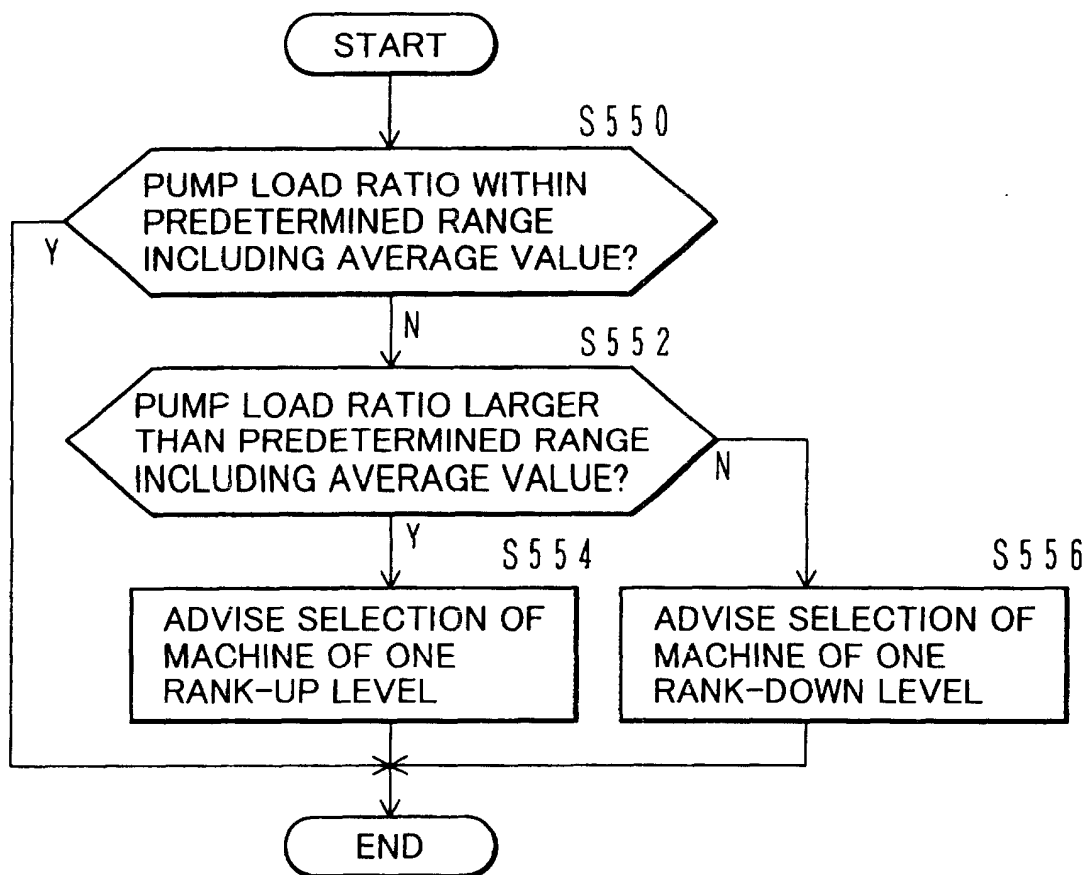 START
S550
PUMP LOAD RATIO WITHIN
PREDETERMINED RANGE
INCLUDING AVERAGE VALUE?
Y
N
S552
PUMP LOAD RATIO LARGER
THAN PREDETERMINED RANGE
INCLUDING AVERAGE VALUE?
N
Y
S554
ADVISE SELECTION OF
MACHINE OF ONE
RANK-UP LEVEL
S556
ADVISE SELECTION OF
MACHINE OF ONE
RANK-DOWN LEVEL
END